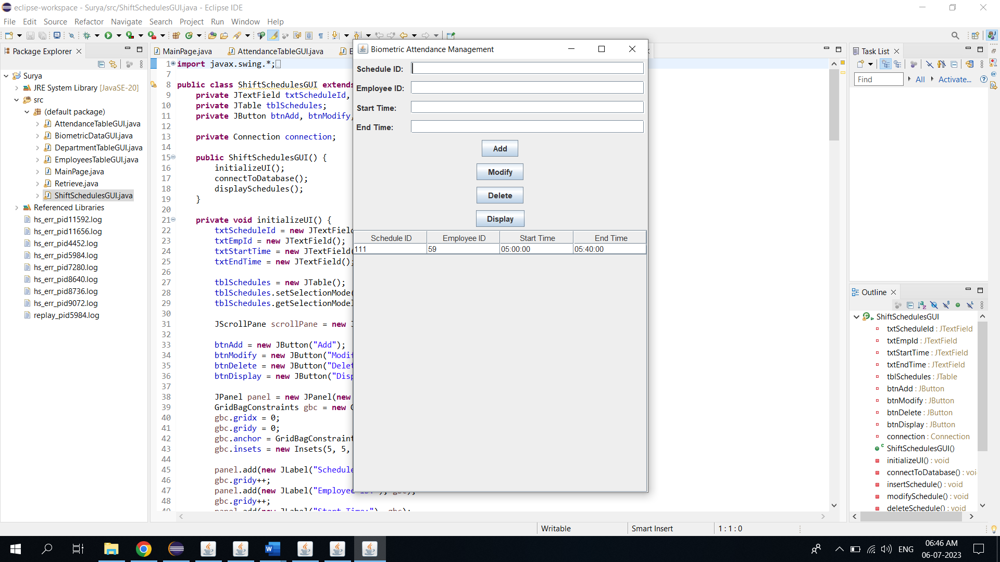 eclipse-workspace - Surya/src/ShiftSchedulesGUI.java - Eclipse IDE
File Edit Source Refactor Navigate Search Project Run Window Help
Package Explorer
Surya
JRE System Library [JavaSE-20]
src
(default package)
AttendanceTableGUI.java
BiometricDataGUI.java
DepartmentTableGUI.java
EmployeesTableGUI.java
MainPage.java
Retrieve.java
ShiftSchedulesGUI.java
Referenced Libraries
hs_err_pid11592.log
hs_err_pid11656.log
hs_err_pid4452.log
hs_err_pid5984.log
hs_err_pid7280.log
hs_err_pid8640.log
hs_err_pid8736.log
hs_err_pid9072.log
replay_pid5984.log
MainPage.java AttendanceTableGUI.java
1 import javax.swing.*;
7
8 public class ShiftSchedulesGUI extends
9 private JTextField txtScheduleId,
10 private JTable tblSchedules;
11 private JButton btnAdd, btnModify,
12
13 private Connection connection;
14
15 public ShiftSchedulesGUI() {
16 initializeUI();
17 connectToDatabase();
18 displaySchedules();
19 }
20
21 private void initializeUI() {
22 txtScheduleId = new JTextField
23 txtEmpId = new JTextField();
24 txtStartTime = new JTextField(
25 txtEndTime = new JTextField();
26
27 tblSchedules = new JTable();
28 tblSchedules.setSelectionMode(
29 tblSchedules.getSelectionModel
30
31 JScrollPane scrollPane = new J
32
33 btnAdd = new JButton("Add");
34 btnModify = new JButton("Modif
35 btnDelete = new JButton("Delet
36 btnDisplay = new JButton("Disp
37
38 JPanel panel = new JPanel(new
39 GridBagConstraints gbc = new G
40 gbc.gridx = 0;
41 gbc.gridy = 0;
42 gbc.anchor = GridBagConstraint
43 gbc.insets = new Insets(5, 5,
44
45 panel.add(new JLabel("Schedule
46 gbc.gridy++;
47 panel.add(new JLabel("Employee ID:"), gbc);
48 gbc.gridy++;
49 panel.add(new JLabel("Start Time:"), gbc);
Biometric Attendance Management
Schedule ID:
Employee ID:
Start Time:
End Time:
Add
Modify
Delete
Display
Schedule ID Employee ID Start Time End Time
111 59 05:00:00 05:40:00
Task List
Find All Activate...
Outline
ShiftSchedulesGUI
txtScheduleId : JTextField
txtEmpId : JTextField
txtStartTime : JTextField
txtEndTime : JTextField
tblSchedules : JTable
btnAdd : JButton
btnModify : JButton
btnDelete : JButton
btnDisplay : JButton
connection : Connection
ShiftSchedulesGUI()
initializeUI() : void
connectToDatabase() : voi
insertSchedule() : void
modifySchedule() : void
deleteSchedule() : void
Writable Smart Insert 1 : 1 : 0
ENG
06:46 AM
06-07-2023